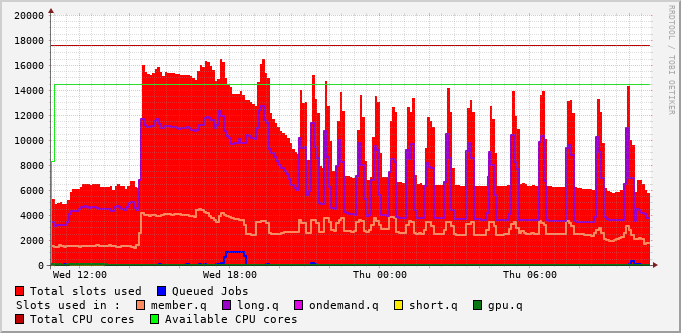 20000
18000
16000
14000
12000
10000
8000
6000
4000
2000
0
Wed 12:00 Wed 18:00 Thu 00:00 Thu 06:00
RRDTOOL / TOBI OETIKER
Total slots used Queued Jobs
Slots used in : member.q long.q ondemand.q short.q gpu.q
Total CPU cores Available CPU cores